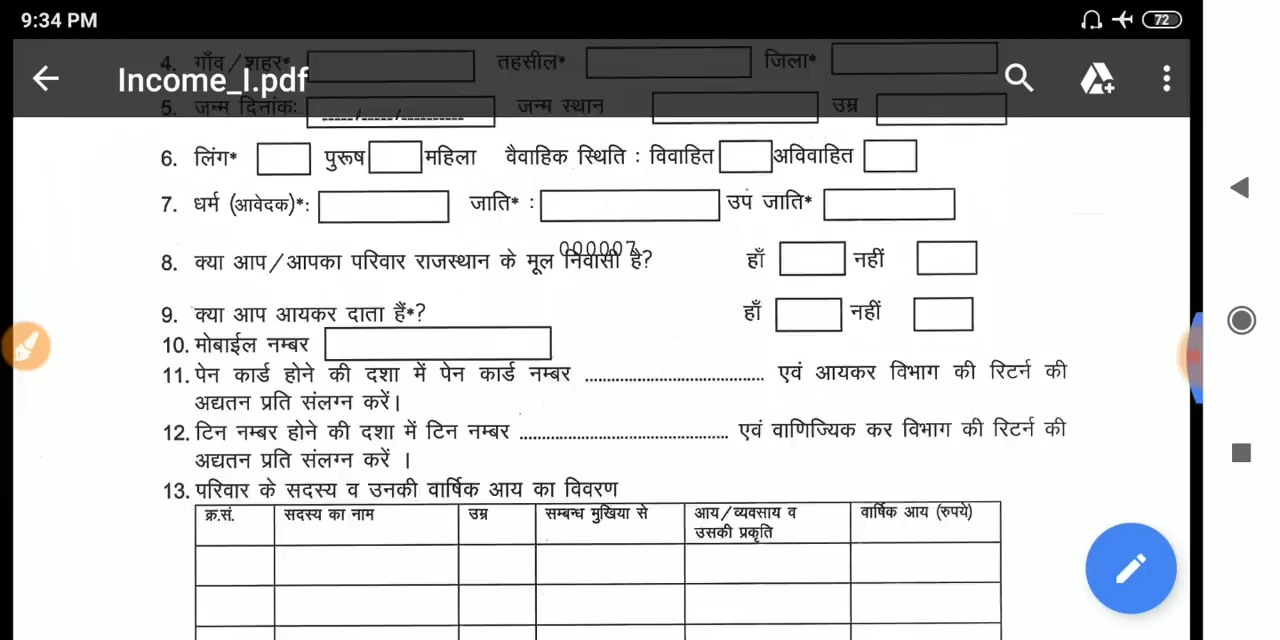 9:34 PM
72
4. गाँव/शहर* तहसील* जिला*
Income_I.pdf
5. जन्म दिनांकः ...../...../.......... जन्म स्थान उम्र
6. लिंग* पुरूष महिला वैवाहिक स्थिति : विवाहित अविवाहित
7. धर्म (आवेदक)*: जाति* : उप जाति*
000007
8. क्या आप/आपका परिवार राजस्थान के मूल निवासी है? हाँ नहीं
9. क्या आप आयकर दाता हैं*? हाँ नहीं
10. मोबाईल नम्बर
11. पेन कार्ड होने की दशा में पेन कार्ड नम्बर .......................................... एवं आयकर विभाग की रिटर्न की
अद्यतन प्रति संलग्न करें।
12. टिन नम्बर होने की दशा में टिन नम्बर .......................................... एवं वाणिज्यिक कर विभाग की रिटर्न की
अद्यतन प्रति संलग्न करें ।
13. परिवार के सदस्य व उनकी वार्षिक आय का विवरण
क्र.सं. सदस्य का नाम उम्र सम्बन्ध मुखिया से आय/व्यवसाय व वार्षिक आय (रुपये)
उसकी प्रकृति